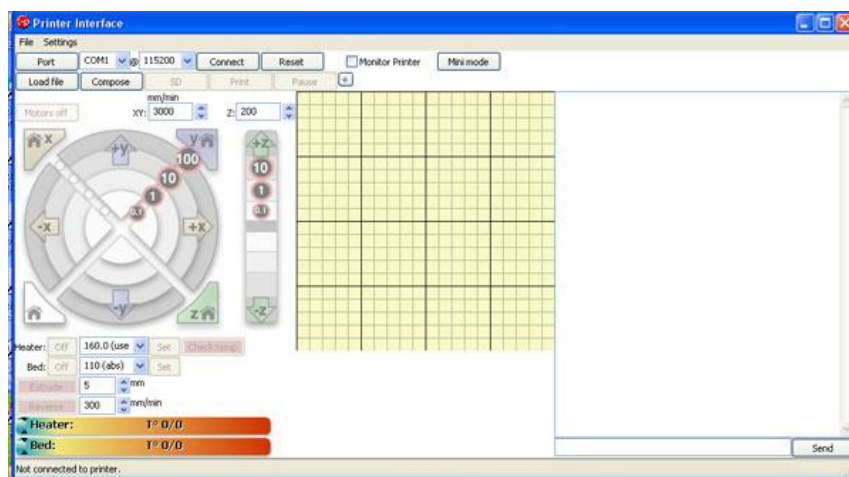 Printer Interface
File Settings
Port COM1 @ 115200 Connect Reset Monitor Printer Mini mode
Load file Compose SD Print Pause +
mm/min
Motors off XY: 3000 Z: 200
x y +y +z
100
10 10
1 1
0.1 0.1
-x +x
-y z -z
Heater: Off 160.0 (use Set Check temp
Bed: Off 110 (abs) Set
Extrude 5 mm
Reverse 300 mm/min
Heater: T° 0/0
Bed: T° 0/0
Send
Not connected to printer.